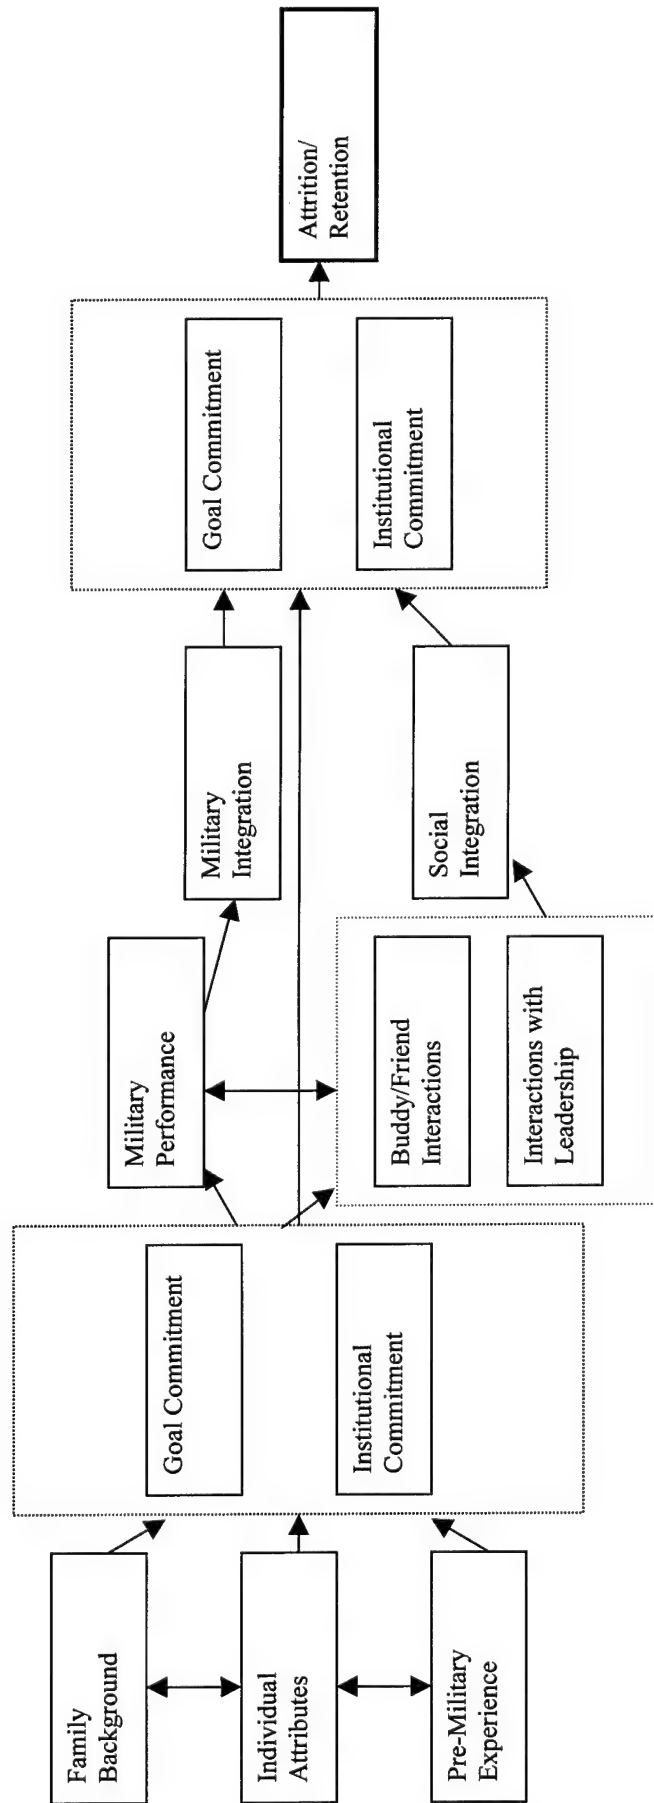 Family
Background
Individual
Attributes
Pre-Military
Experience
Goal Commitment
Institutional
Commitment
Military
Performance
Buddy/Friend
Interactions
Interactions with
Leadership
Military
Integration
Social
Integration
Goal Commitment
Institutional
Commitment
Attrition/
Retention